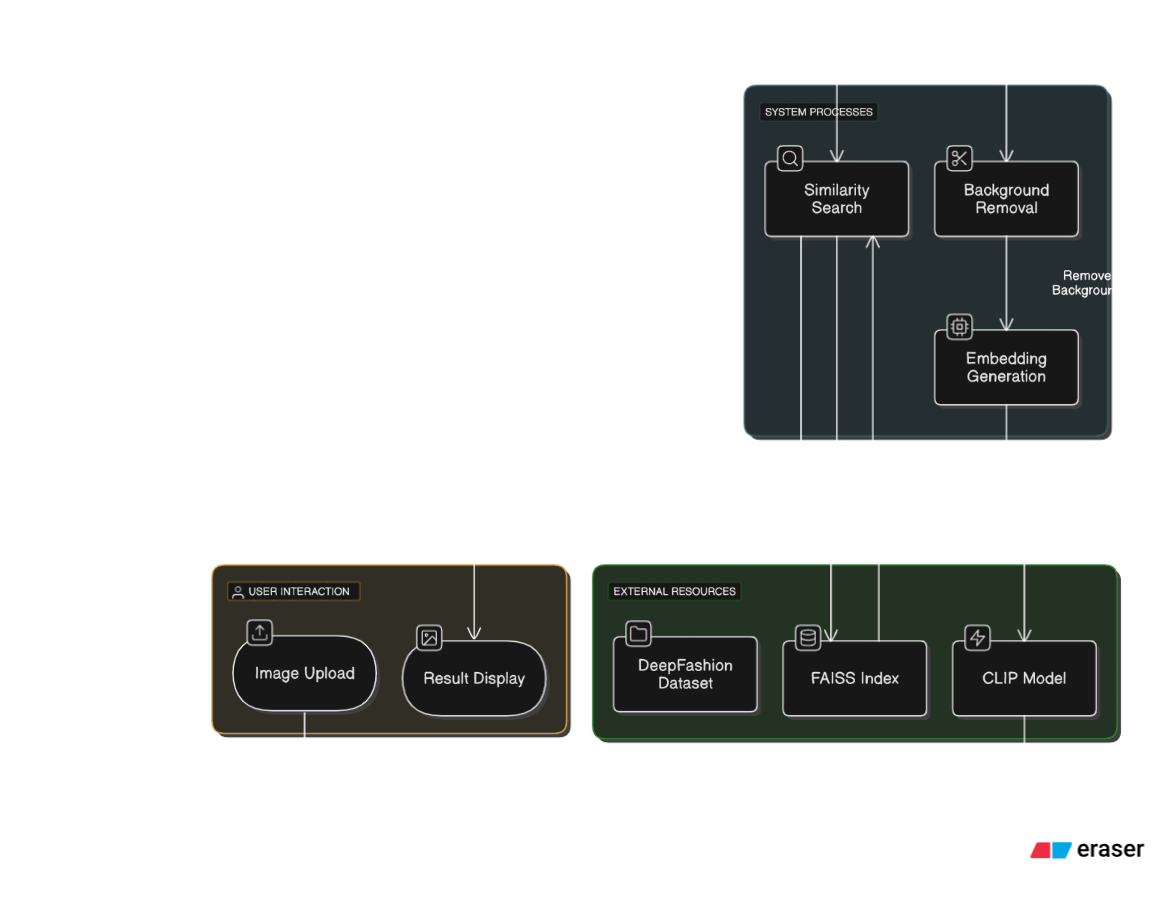 SYSTEM PROCESSES
Similarity
Search
Background
Removal
Remove
Backgroun
Embedding
Generation
USER INTERACTION
Image Upload
Result Display
EXTERNAL RESOURCES
DeepFashion
Dataset
FAISS Index
CLIP Model
eraser